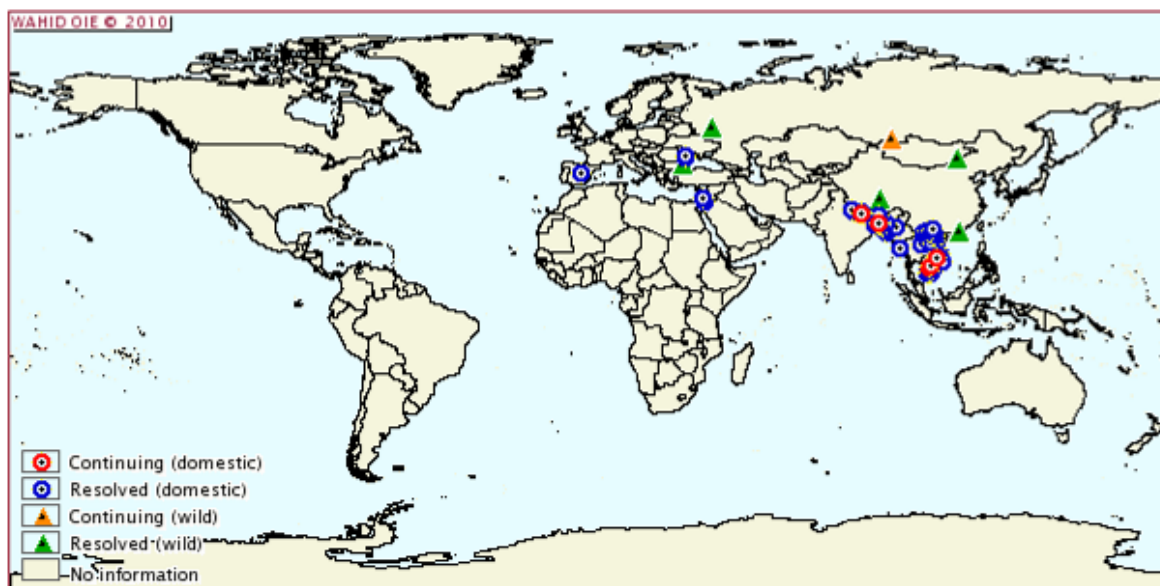 WAHID OIE © 2010
Continuing (domestic)
Resolved (domestic)
Continuing (wild)
Resolved (wild)
No information